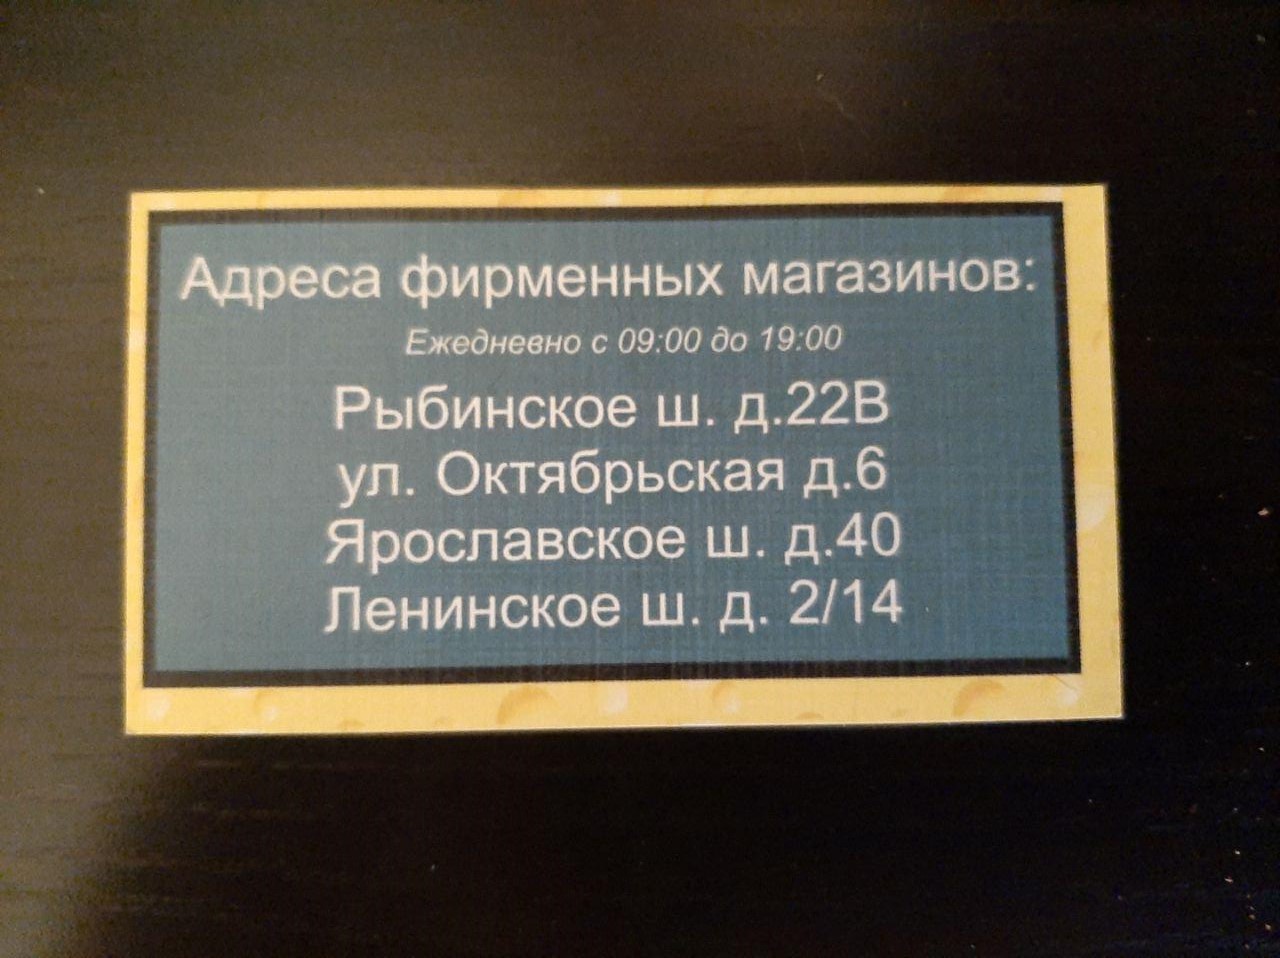 Адреса фирменных магазинов:
Ежедневно с 09:00 до 19:00
Рыбинское ш. д.22В
ул. Октябрьская д.6
Ярославское ш. д.40
Ленинское ш. д. 2/14